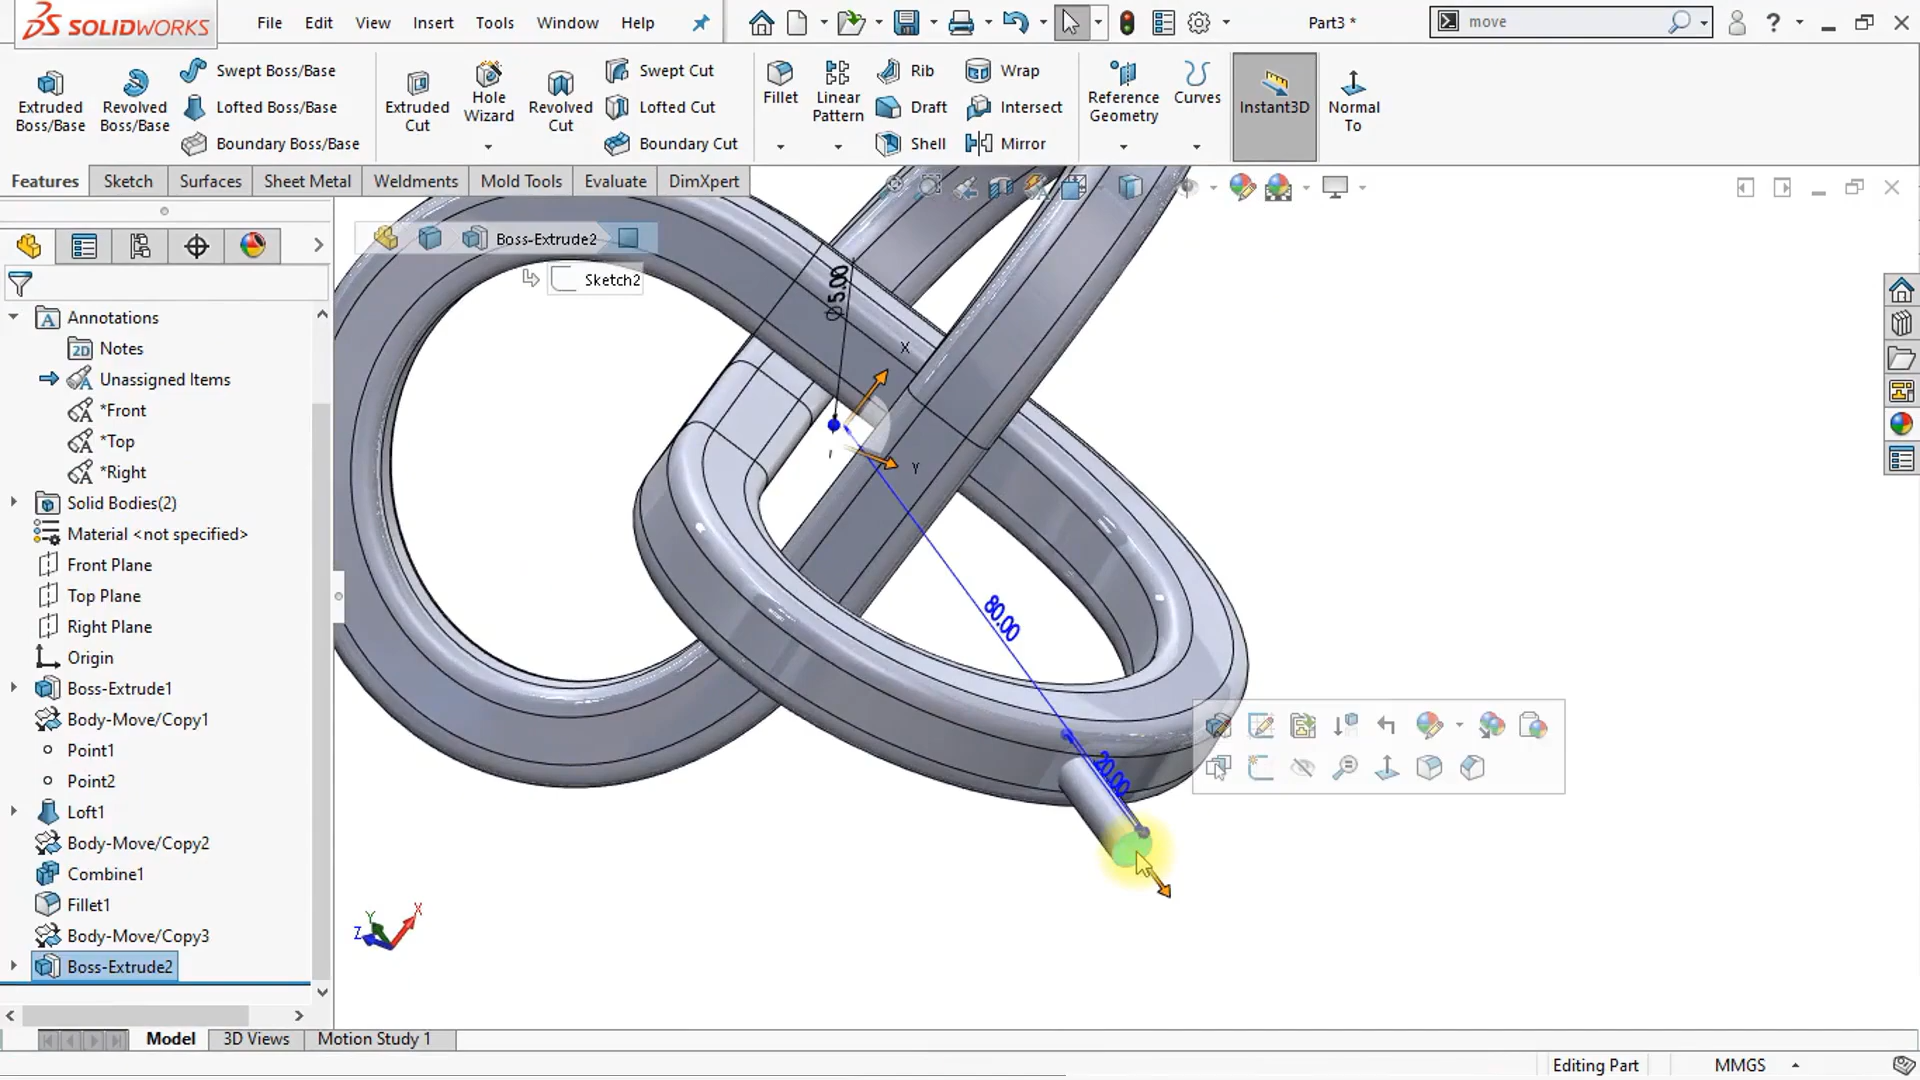 SOLIDWORKS
File Edit View Insert Tools Window Help
Part3 *
move
?
Extruded Boss/Base
Revolved Boss/Base
Swept Boss/Base
Lofted Boss/Base
Boundary Boss/Base
Extruded Cut
Hole Wizard
Revolved Cut
Swept Cut
Lofted Cut
Boundary Cut
Fillet
Linear Pattern
Rib
Draft
Shell
Wrap
Intersect
Mirror
Reference Geometry
Curves
Instant3D
Normal To
Features Sketch Surfaces Sheet Metal Weldments Mold Tools Evaluate DimXpert
Boss-Extrude2
Sketch2
Annotations
Notes
Unassigned Items
*Front
*Top
*Right
Solid Bodies(2)
Material <not specified>
Front Plane
Top Plane
Right Plane
Origin
Boss-Extrude1
Body-Move/Copy1
Point1
Point2
Loft1
Body-Move/Copy2
Combine1
Fillet1
Body-Move/Copy3
Boss-Extrude2
Ø5.00
X
Y
80.00
20.00
Y
X
Z
Model 3D Views Motion Study 1
Editing Part
MMGS